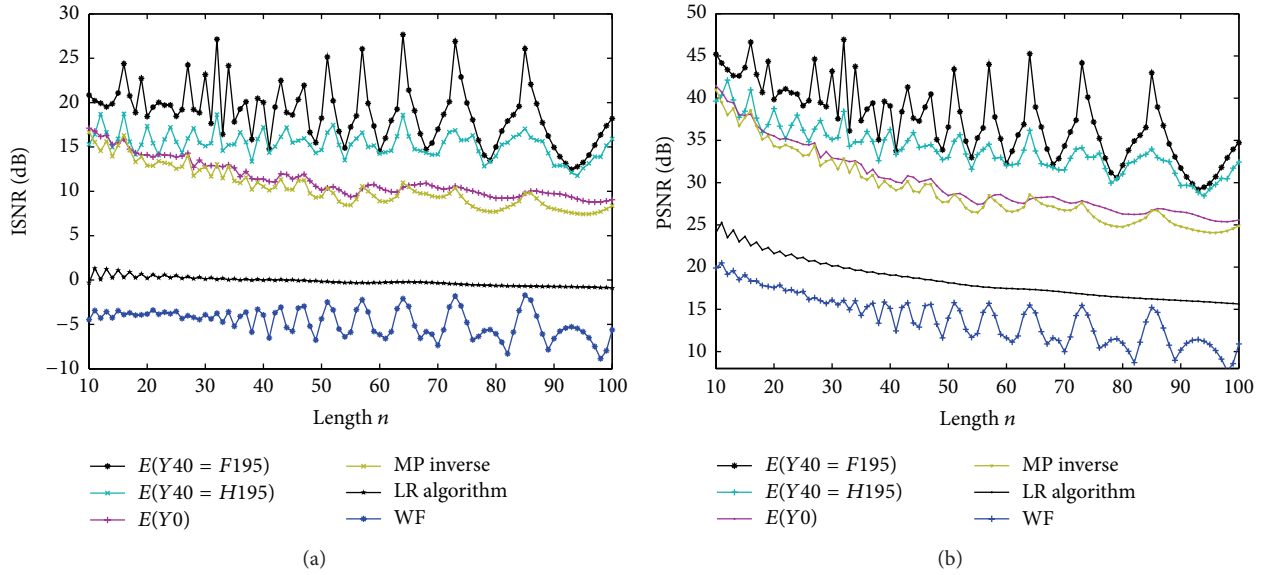 30
25
20
15
10
5
0
−5
−10
ISNR (dB)
10 20 30 40 50 60 70 80 90 100
Length n
E(Y40 = F195)
E(Y40 = H195)
E(Y0)
MP inverse
LR algorithm
WF
(a)
50
45
40
35
30
25
20
15
10
PSNR (dB)
10 20 30 40 50 60 70 80 90 100
Length n
E(Y40 = F195)
E(Y40 = H195)
E(Y0)
MP inverse
LR algorithm
WF
(b)